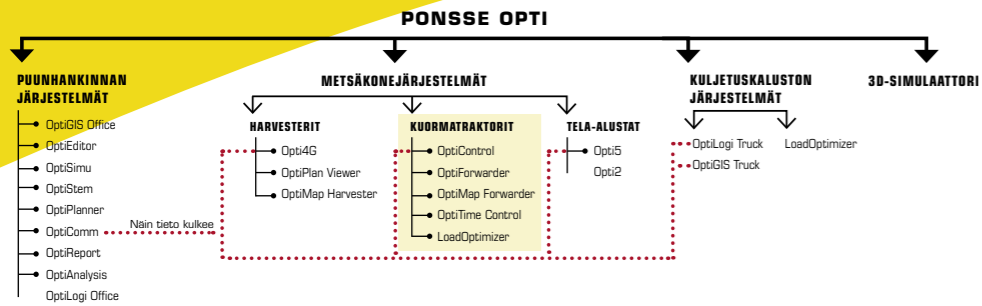 PONSSE OPTI
PUUNHANKINNAN
JÄRJESTELMÄT
OptiGIS Office
OptiEditor
OptiSimu
OptiStem
OptiPlanner
OptiComm
OptiReport
OptiAnalysis
OptiLogi Office
Näin tieto kulkee
METSÄKONEJÄRJESTELMÄT
HARVESTERIT
Opti4G
OptiPlan Viewer
OptiMap Harvester
KUORMATRAKTORIT
OptiControl
OptiForwarder
OptiMap Forwarder
OptiTime Control
LoadOptimizer
TELA-ALUSTAT
Opti5
Opti2
KULJETUSKALUSTON
JÄRJESTELMÄT
OptiLogi Truck
OptiGIS Truck
LoadOptimizer
3D-SIMULAATTORI